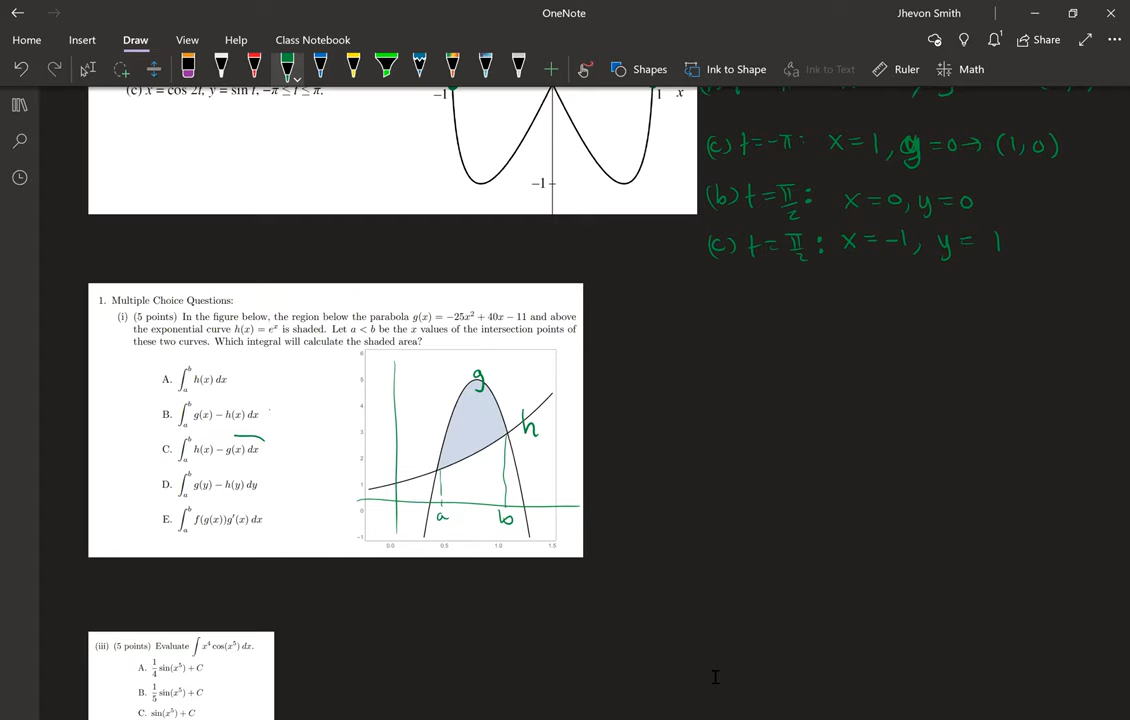 OneNote
Jhevon Smith
Home Insert Draw View Help Class Notebook
Share
Shapes Ink to Shape Ink to Text Ruler Math
(c) x = cos 2t, y = sin t, −π ≤ t ≤ π.
−1 1 x
−1
(c) t = -π: x = 1, y = 0 → (1, 0)
(b) t = π/2 : x = 0, y = 0
(c) t = π/2 : x = -1, y = 1
1. Multiple Choice Questions:
(i) (5 points) In the figure below, the region below the parabola g(x) = −25x² + 40x − 11 and above
the exponential curve h(x) = eˣ is shaded. Let a < b be the x values of the intersection points of
these two curves. Which integral will calculate the shaded area?
A. ∫ₐᵇ h(x) dx
B. ∫ₐᵇ g(x) − h(x) dx
C. ∫ₐᵇ h(x) − g(x) dx
D. ∫ₐᵇ g(y) − h(y) dy
E. ∫ₐᵇ f(g(x))g′(x) dx
6
5
4
3
2
1
0
−1
0.0 0.5 1.0 1.5
g
h
a b
(iii) (5 points) Evaluate ∫ x⁴ cos(x⁵) dx.
A. 1/4 sin(x⁵) + C
B. 1/5 sin(x⁵) + C
C. sin(x⁵) + C